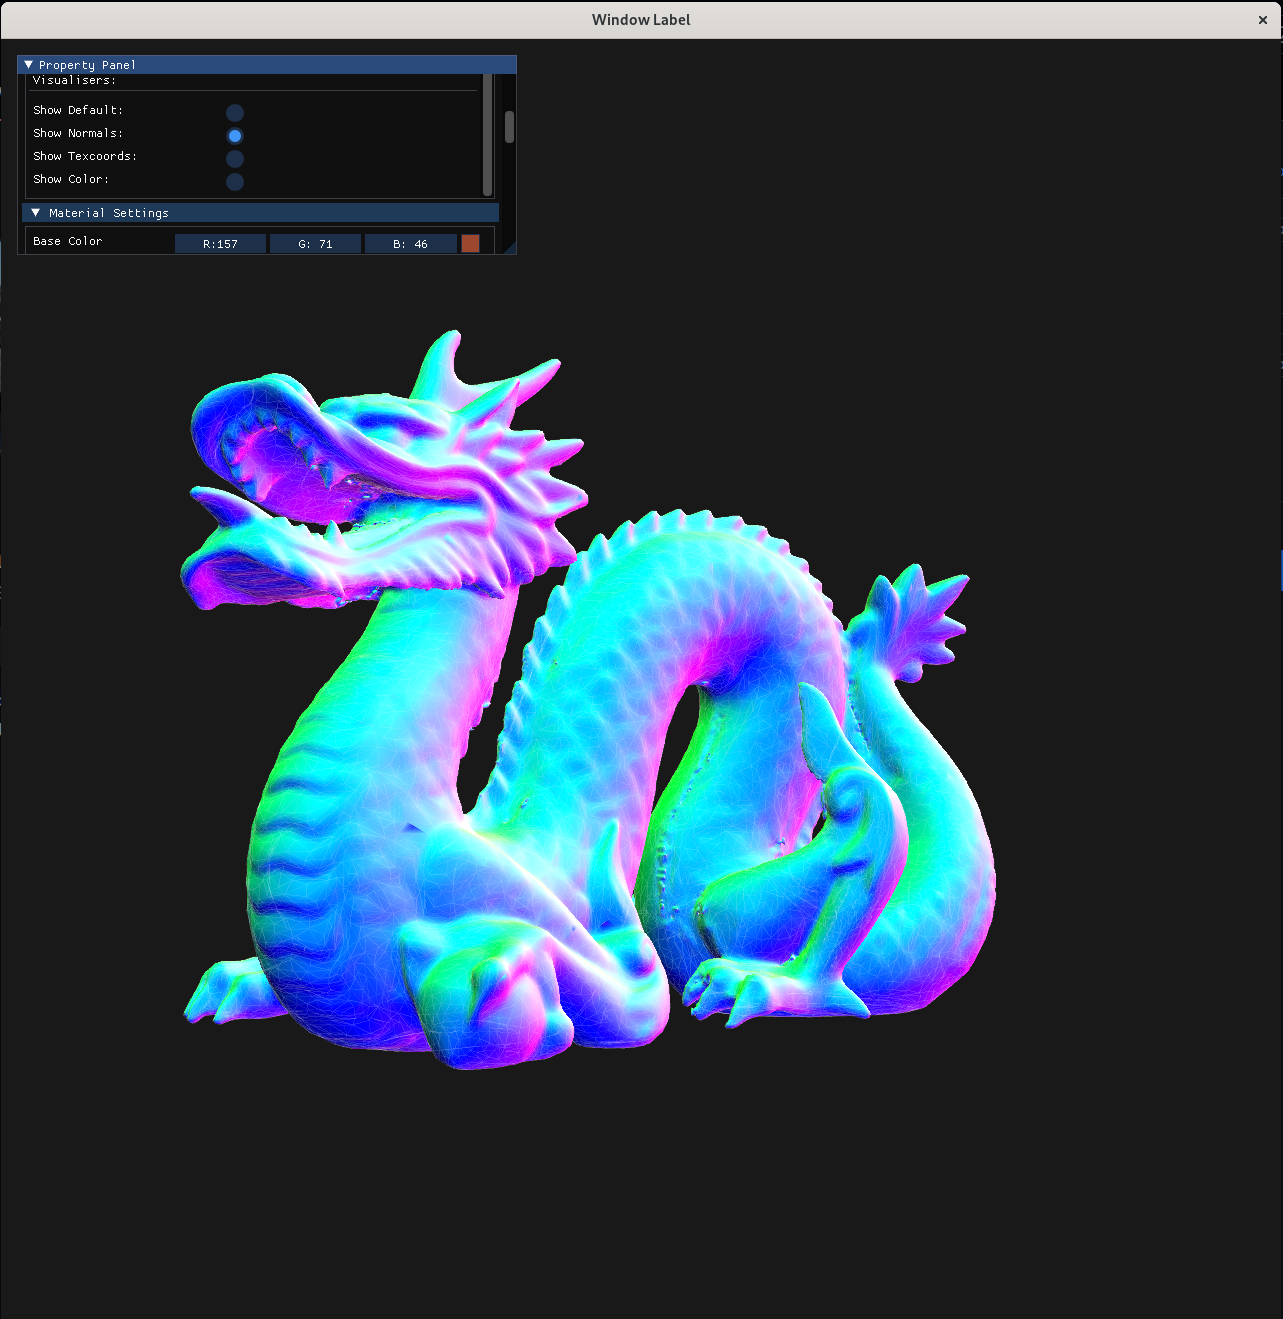 Window Label
Property Panel
Visualisers:
Show Default:
Show Normals:
Show Texcoords:
Show Color:
Material Settings
Base Color R:157 G: 71 B: 46